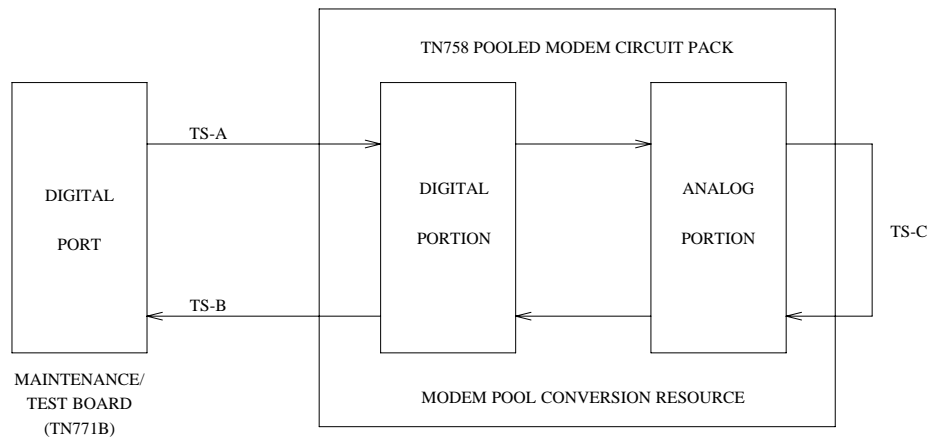 TN758 POOLED MODEM CIRCUIT PACK
TS-A
DIGITAL
PORT
DIGITAL
PORTION
ANALOG
PORTION
TS-C
TS-B
MAINTENANCE/
TEST BOARD
(TN771B)
MODEM POOL CONVERSION RESOURCE